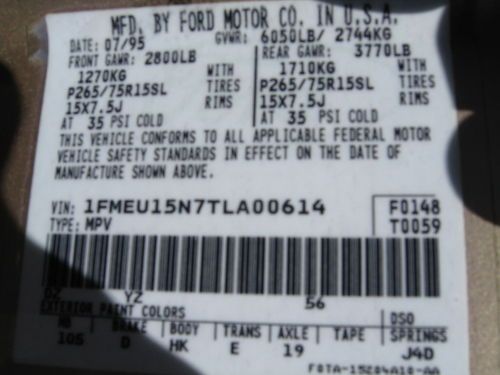 MFD. BY FORD MOTOR CO. IN U.S.A.
DATE: 07/95 GVWR: 6050LB/ 2744KG
FRONT GAWR: 2800LB REAR GAWR: 3770LB
1270KG WITH 1710KG WITH
P265/75R15SL TIRES P265/75R15SL TIRES
15X7.5J RIMS 15X7.5J RIMS
AT 35 PSI COLD AT 35 PSI COLD
THIS VEHICLE CONFORMS TO ALL APPLICABLE FEDERAL MOTOR
VEHICLE SAFETY STANDARDS IN EFFECT ON THE DATE OF
MANUFACTURE SHOWN ABOVE.
VIN: 1FMEU15N7TLA00614 F0148
TYPE: MPV T0059
YZ 56
EXTERIOR PAINT COLORS DSO
WB BRAKE BODY TRANS AXLE TAPE SPRINGS
105 D HK E 19 J4D